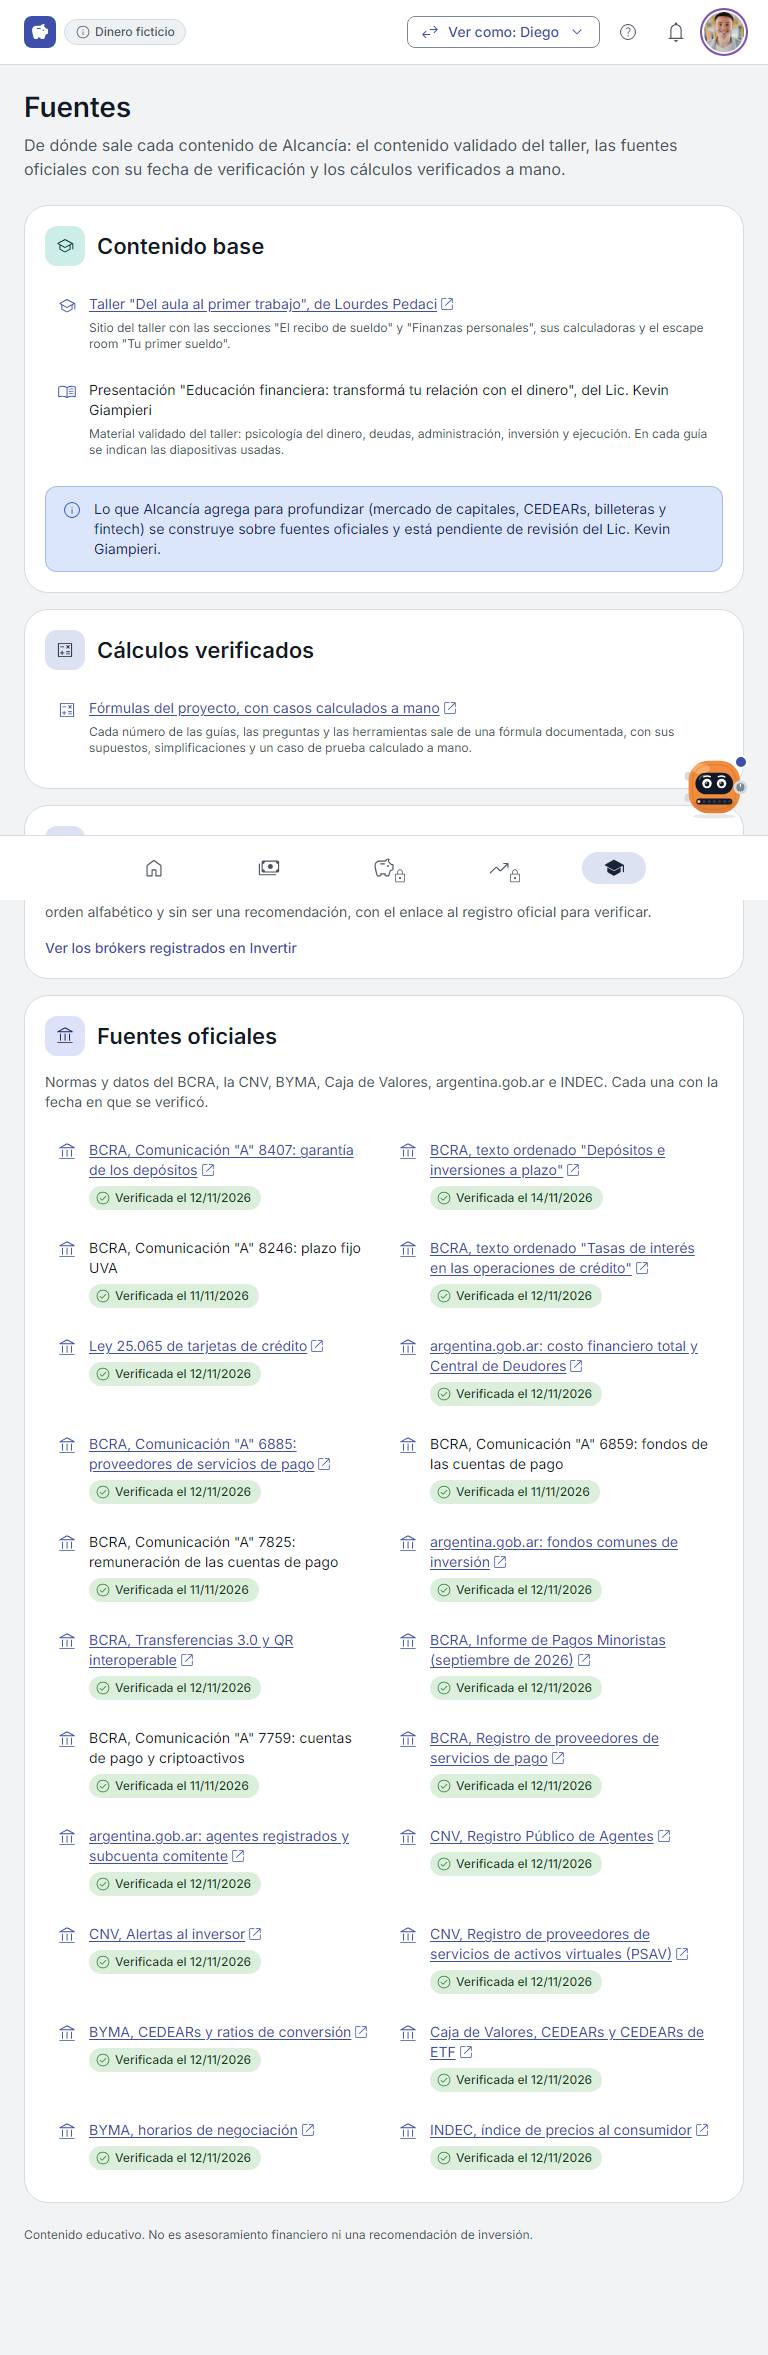 Dinero ficticio
Ver como: Diego
Fuentes
De dónde sale cada contenido de Alcancía: el contenido validado del taller, las fuentes
oficiales con su fecha de verificación y los cálculos verificados a mano.
Contenido base
Taller "Del aula al primer trabajo", de Lourdes Pedaci
Sitio del taller con las secciones "El recibo de sueldo" y "Finanzas personales", sus calculadoras y el escape
room "Tu primer sueldo".
Presentación "Educación financiera: transformá tu relación con el dinero", del Lic. Kevin
Giampieri
Material validado del taller: psicología del dinero, deudas, administración, inversión y ejecución. En cada guía
se indican las diapositivas usadas.
Lo que Alcancía agrega para profundizar (mercado de capitales, CEDEARs, billeteras y
fintech) se construye sobre fuentes oficiales y está pendiente de revisión del Lic. Kevin
Giampieri.
Cálculos verificados
Fórmulas del proyecto, con casos calculados a mano
Cada número de las guías, las preguntas y las herramientas sale de una fórmula documentada, con sus
supuestos, simplificaciones y un caso de prueba calculado a mano.
orden alfabético y sin ser una recomendación, con el enlace al registro oficial para verificar.
Ver los brókers registrados en Invertir
Fuentes oficiales
Normas y datos del BCRA, la CNV, BYMA, Caja de Valores, argentina.gob.ar e INDEC. Cada una con la
fecha en que se verificó.
BCRA, Comunicación "A" 8407: garantía
de los depósitos
Verificada el 12/11/2026
BCRA, texto ordenado "Depósitos e
inversiones a plazo"
Verificada el 14/11/2026
BCRA, Comunicación "A" 8246: plazo fijo
UVA
Verificada el 11/11/2026
BCRA, texto ordenado "Tasas de interés
en las operaciones de crédito"
Verificada el 12/11/2026
Ley 25.065 de tarjetas de crédito
Verificada el 12/11/2026
argentina.gob.ar: costo financiero total y
Central de Deudores
Verificada el 12/11/2026
BCRA, Comunicación "A" 6885:
proveedores de servicios de pago
Verificada el 12/11/2026
BCRA, Comunicación "A" 6859: fondos de
las cuentas de pago
Verificada el 11/11/2026
BCRA, Comunicación "A" 7825:
remuneración de las cuentas de pago
Verificada el 11/11/2026
argentina.gob.ar: fondos comunes de
inversión
Verificada el 12/11/2026
BCRA, Transferencias 3.0 y QR
interoperable
Verificada el 12/11/2026
BCRA, Informe de Pagos Minoristas
(septiembre de 2026)
Verificada el 12/11/2026
BCRA, Comunicación "A" 7759: cuentas
de pago y criptoactivos
Verificada el 11/11/2026
BCRA, Registro de proveedores de
servicios de pago
Verificada el 12/11/2026
argentina.gob.ar: agentes registrados y
subcuenta comitente
Verificada el 12/11/2026
CNV, Registro Público de Agentes
Verificada el 12/11/2026
CNV, Alertas al inversor
Verificada el 12/11/2026
CNV, Registro de proveedores de
servicios de activos virtuales (PSAV)
Verificada el 12/11/2026
BYMA, CEDEARs y ratios de conversión
Verificada el 12/11/2026
Caja de Valores, CEDEARs y CEDEARs de
ETF
Verificada el 12/11/2026
BYMA, horarios de negociación
Verificada el 12/11/2026
INDEC, índice de precios al consumidor
Verificada el 12/11/2026
Contenido educativo. No es asesoramiento financiero ni una recomendación de inversión.